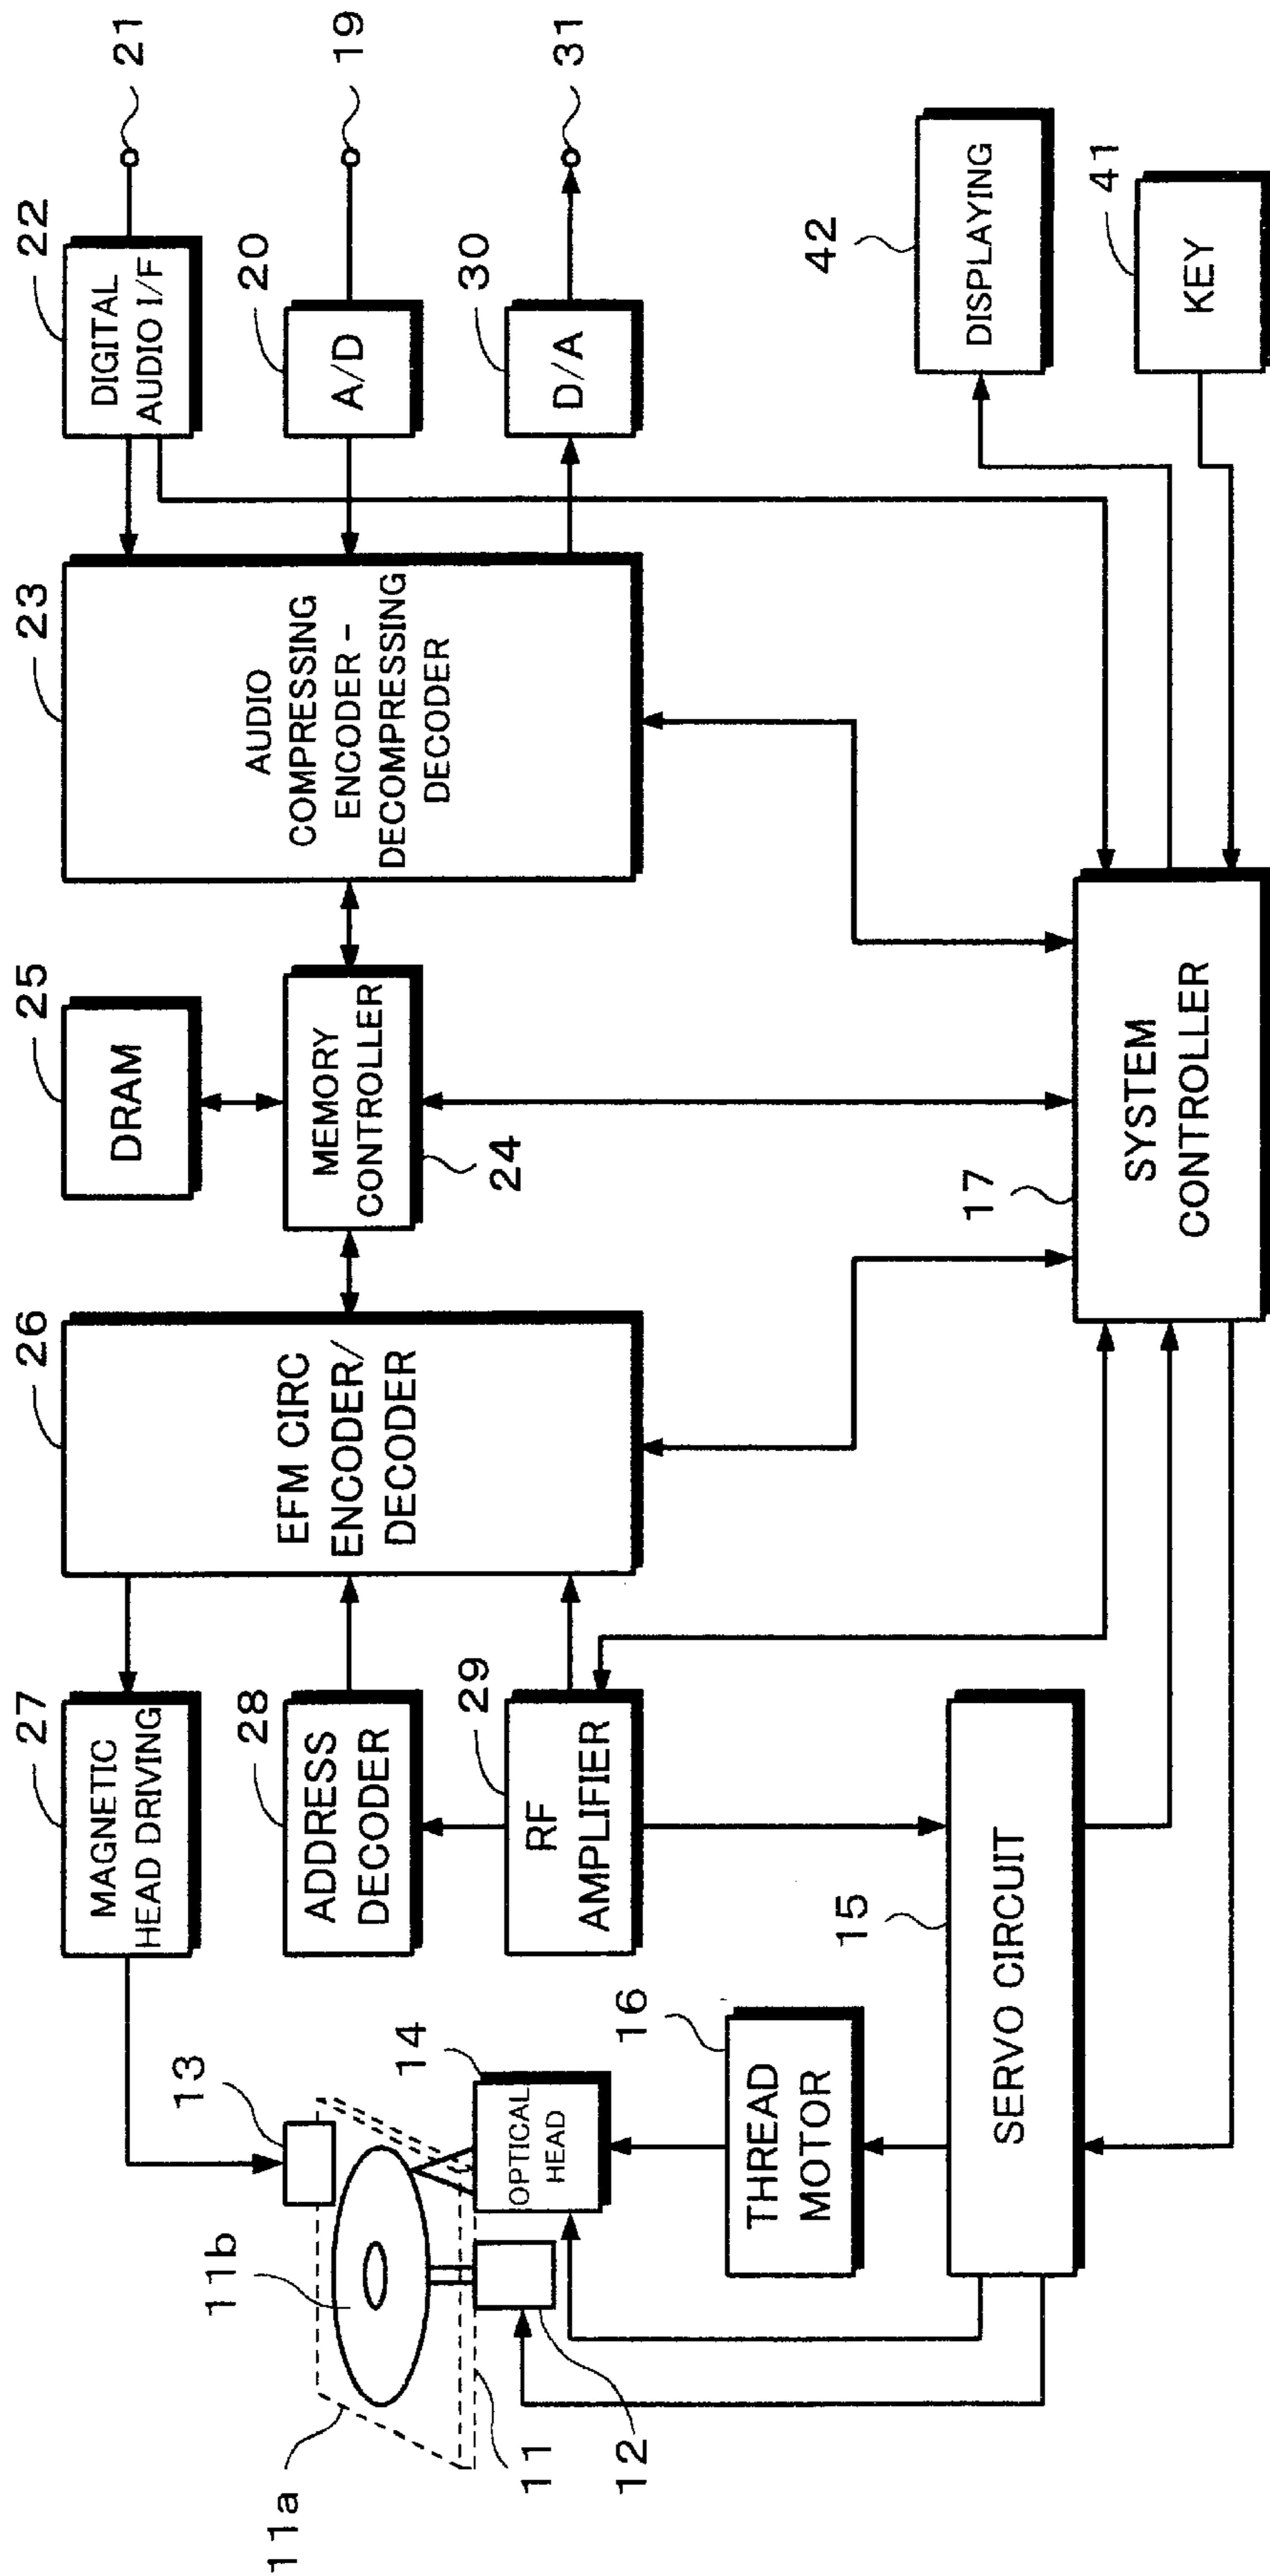 11a
11b
13
11
12
14
OPTICAL
HEAD
16
THREAD
MOTOR
15
SERVO CIRCUIT
27
MAGNETIC
HEAD DRIVING
28
ADDRESS
DECODER
29
RF
AMPLIFIER
26
EFM CIRC
ENCODER/
DECODER
25
DRAM
MEMORY
CONTROLLER
24
17
SYSTEM
CONTROLLER
23
AUDIO
COMPRESSING
ENCODER -
DECOMPRESSING
DECODER
22
DIGITAL
AUDIO I/F
21
20
A/D
19
30
D/A
31
42
DISPLAYING
41
KEY